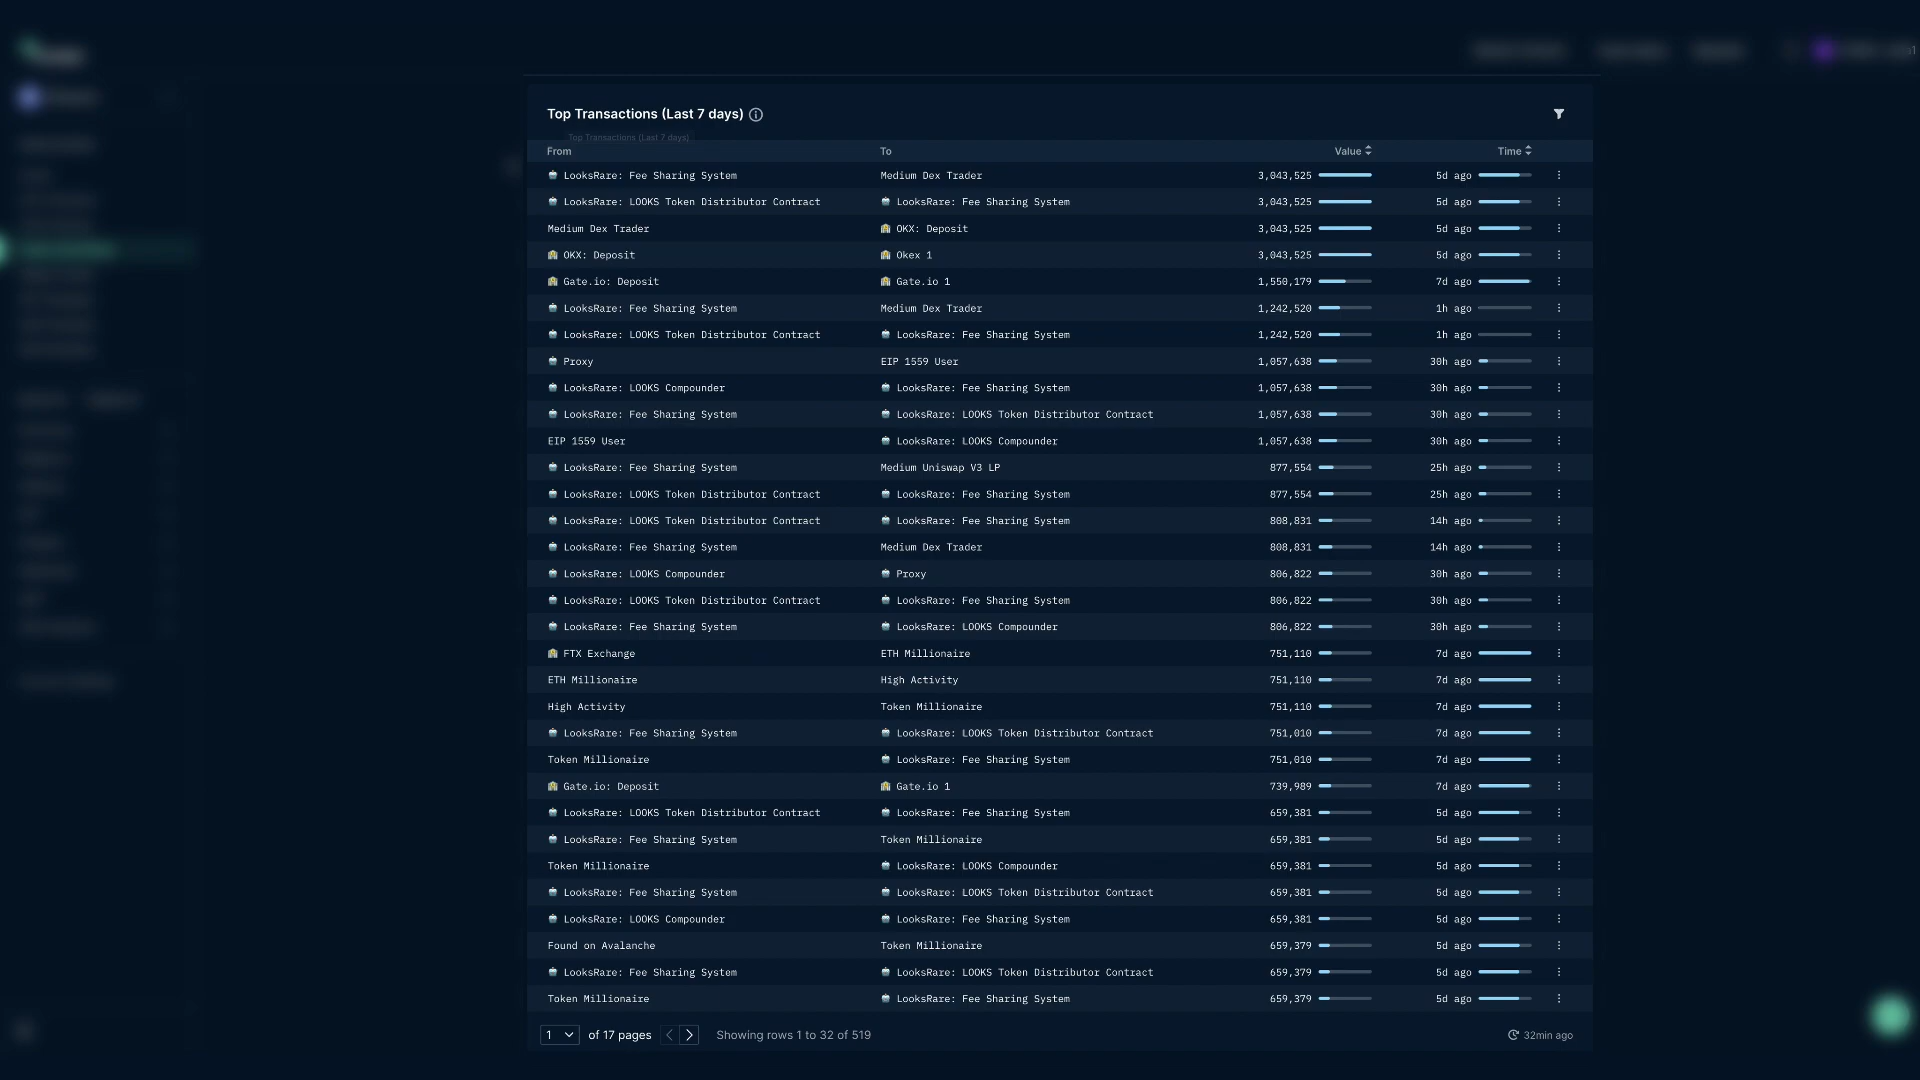 Top Transactions (Last 7 days)
Top Transactions (Last 7 days)
From To Value Time
LooksRare: Fee Sharing System Medium Dex Trader 3,043,525 5d ago
LooksRare: LOOKS Token Distributor Contract LooksRare: Fee Sharing System 3,043,525 5d ago
Medium Dex Trader OKX: Deposit 3,043,525 5d ago
OKX: Deposit Okex 1 3,043,525 5d ago
Gate.io: Deposit Gate.io 1 1,550,179 7d ago
LooksRare: Fee Sharing System Medium Dex Trader 1,242,520 1h ago
LooksRare: LOOKS Token Distributor Contract LooksRare: Fee Sharing System 1,242,520 1h ago
Proxy EIP 1559 User 1,057,638 30h ago
LooksRare: LOOKS Compounder LooksRare: Fee Sharing System 1,057,638 30h ago
LooksRare: Fee Sharing System LooksRare: LOOKS Token Distributor Contract 1,057,638 30h ago
EIP 1559 User LooksRare: LOOKS Compounder 1,057,638 30h ago
LooksRare: Fee Sharing System Medium Uniswap V3 LP 877,554 25h ago
LooksRare: LOOKS Token Distributor Contract LooksRare: Fee Sharing System 877,554 25h ago
LooksRare: LOOKS Token Distributor Contract LooksRare: Fee Sharing System 808,831 14h ago
LooksRare: Fee Sharing System Medium Dex Trader 808,831 14h ago
LooksRare: LOOKS Compounder Proxy 806,822 30h ago
LooksRare: LOOKS Token Distributor Contract LooksRare: Fee Sharing System 806,822 30h ago
LooksRare: Fee Sharing System LooksRare: LOOKS Compounder 806,822 30h ago
FTX Exchange ETH Millionaire 751,110 7d ago
ETH Millionaire High Activity 751,110 7d ago
High Activity Token Millionaire 751,110 7d ago
LooksRare: Fee Sharing System LooksRare: LOOKS Token Distributor Contract 751,010 7d ago
Token Millionaire LooksRare: Fee Sharing System 751,010 7d ago
Gate.io: Deposit Gate.io 1 739,989 7d ago
LooksRare: LOOKS Token Distributor Contract LooksRare: Fee Sharing System 659,381 5d ago
LooksRare: Fee Sharing System Token Millionaire 659,381 5d ago
Token Millionaire LooksRare: LOOKS Compounder 659,381 5d ago
LooksRare: Fee Sharing System LooksRare: LOOKS Token Distributor Contract 659,381 5d ago
LooksRare: LOOKS Compounder LooksRare: Fee Sharing System 659,381 5d ago
Found on Avalanche Token Millionaire 659,379 5d ago
LooksRare: Fee Sharing System LooksRare: LOOKS Token Distributor Contract 659,379 5d ago
Token Millionaire LooksRare: Fee Sharing System 659,379 5d ago
1 of 17 pages Showing rows 1 to 32 of 519 32min ago